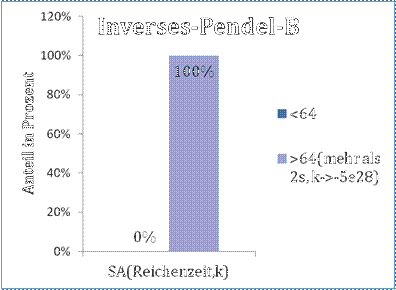 Inverses-Pendel-B
Anteil in Prozent
120%
100%
80%
60%
40%
20%
0%
0%
100%
SA(Reichenzeit,k)
<64
>64(mehr als
2s,k->-5e28)